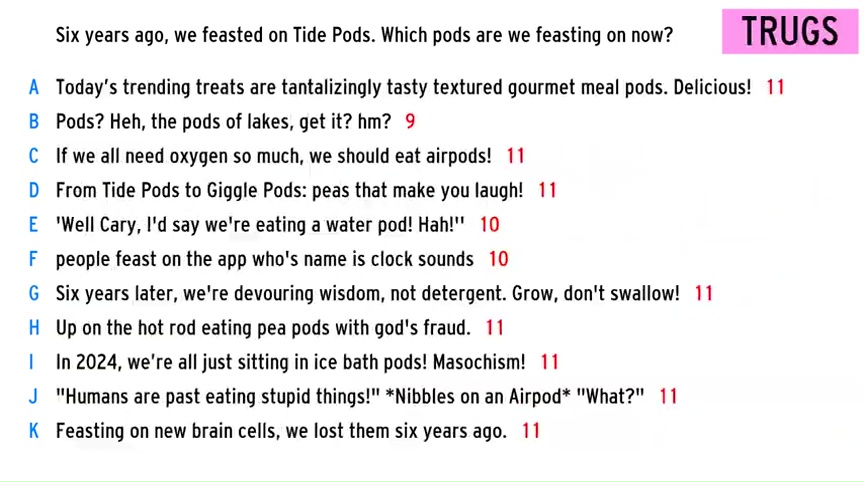 Six years ago, we feasted on Tide Pods. Which pods are we feasting on now?
TRUGS
A Today's trending treats are tantalizingly tasty textured gourmet meal pods. Delicious! 11
B Pods? Heh, the pods of lakes, get it? hm? 9
C If we all need oxygen so much, we should eat airpods! 11
D From Tide Pods to Giggle Pods: peas that make you laugh! 11
E 'Well Cary, I'd say we're eating a water pod! Hah!'' 10
F people feast on the app who's name is clock sounds 10
G Six years later, we're devouring wisdom, not detergent. Grow, don't swallow! 11
H Up on the hot rod eating pea pods with god's fraud. 11
I In 2024, we're all just sitting in ice bath pods! Masochism! 11
J "Humans are past eating stupid things!" *Nibbles on an Airpod* "What?" 11
K Feasting on new brain cells, we lost them six years ago. 11